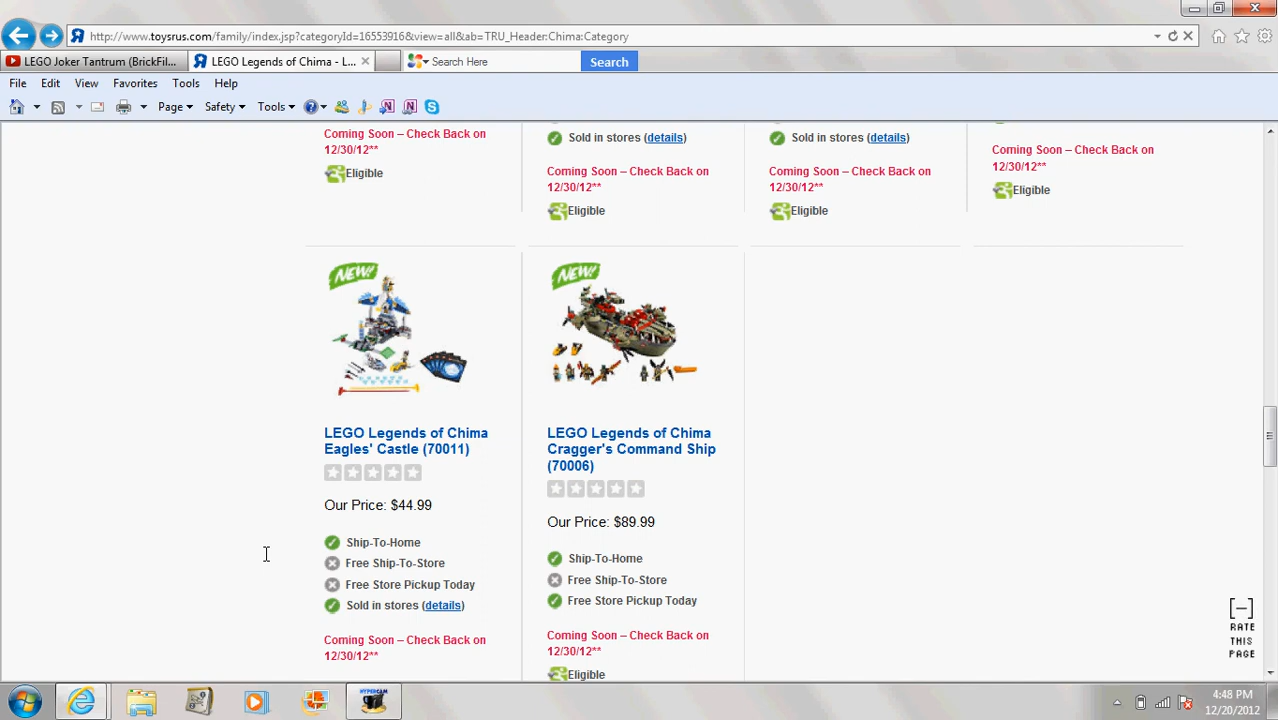 http://www.toysrus.com/family/index.jsp?categoryId=16553916&view=all&ab=TRU_Header:Chima:Category
LEGO Joker Tantrum (BrickFil...
LEGO Legends of Chima - L...
Search Here
Search
File Edit View Favorites Tools Help
Page Safety Tools
Coming Soon – Check Back on
12/30/12**
Eligible
Sold in stores (details)
Coming Soon – Check Back on
12/30/12**
Eligible
Sold in stores (details)
Coming Soon – Check Back on
12/30/12**
Eligible
Coming Soon – Check Back on
12/30/12**
Eligible
NEW!
LEGO Legends of Chima
Eagles' Castle (70011)
Our Price: $44.99
Ship-To-Home
Free Ship-To-Store
Free Store Pickup Today
Sold in stores (details)
Coming Soon – Check Back on
12/30/12**
NEW!
LEGO Legends of Chima
Cragger's Command Ship
(70006)
Our Price: $89.99
Ship-To-Home
Free Ship-To-Store
Free Store Pickup Today
Coming Soon – Check Back on
12/30/12**
Eligible
[–]
RATE
THIS
PAGE
HYPERCAM
4:48 PM
12/20/2012